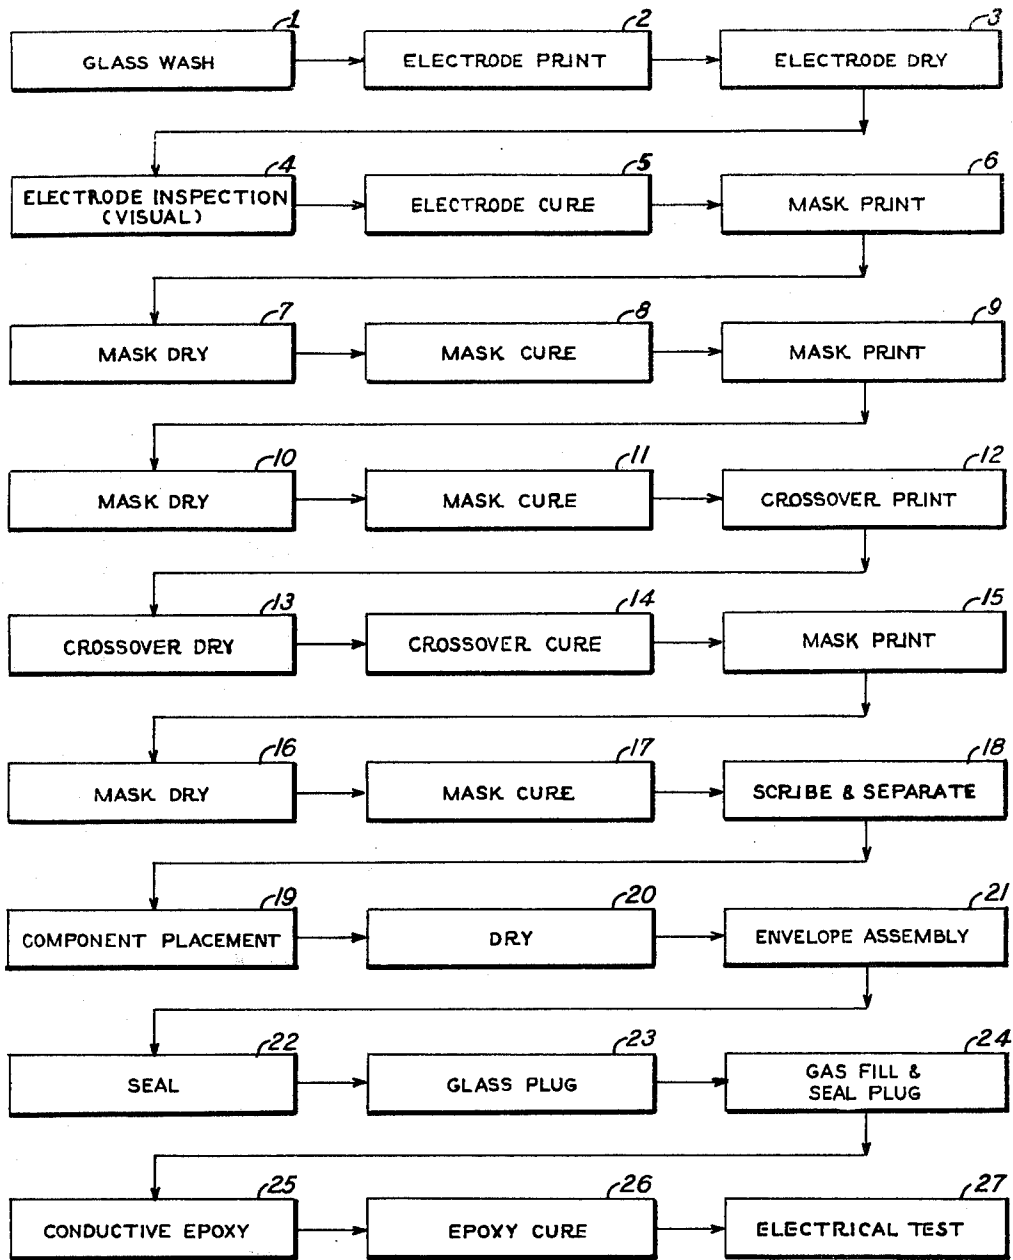 1
GLASS WASH
2
ELECTRODE PRINT
3
ELECTRODE DRY
4
ELECTRODE INSPECTION
(VISUAL)
5
ELECTRODE CURE
6
MASK PRINT
7
MASK DRY
8
MASK CURE
9
MASK PRINT
10
MASK DRY
11
MASK CURE
12
CROSSOVER PRINT
13
CROSSOVER DRY
14
CROSSOVER CURE
15
MASK PRINT
16
MASK DRY
17
MASK CURE
18
SCRIBE & SEPARATE
19
COMPONENT PLACEMENT
20
DRY
21
ENVELOPE ASSEMBLY
22
SEAL
23
GLASS PLUG
24
GAS FILL &
SEAL PLUG
25
CONDUCTIVE EPOXY
26
EPOXY CURE
27
ELECTRICAL TEST